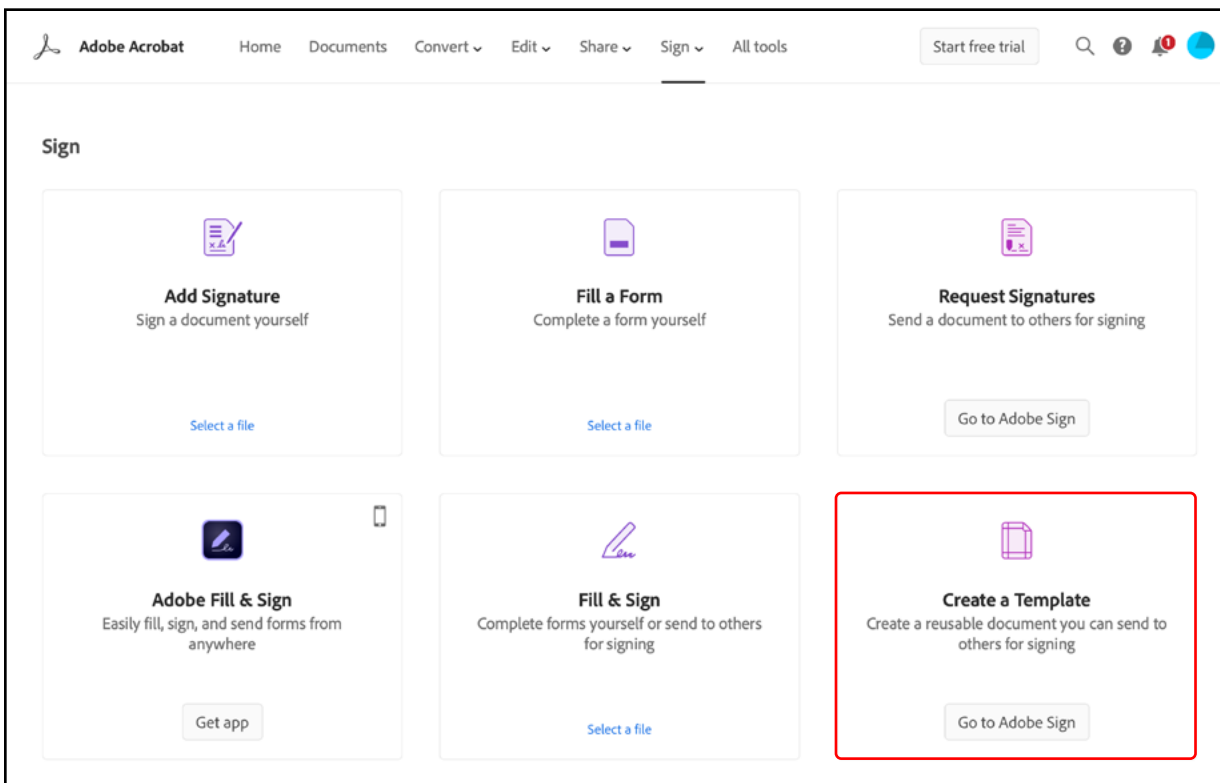 Adobe Acrobat Home Documents Convert Edit Share Sign All tools Start free trial 1
Sign
Add Signature
Sign a document yourself
Select a file
Fill a Form
Complete a form yourself
Select a file
Request Signatures
Send a document to others for signing
Go to Adobe Sign
Adobe Fill & Sign
Easily fill, sign, and send forms from
anywhere
Get app
Fill & Sign
Complete forms yourself or send to others
for signing
Select a file
Create a Template
Create a reusable document you can send to
others for signing
Go to Adobe Sign